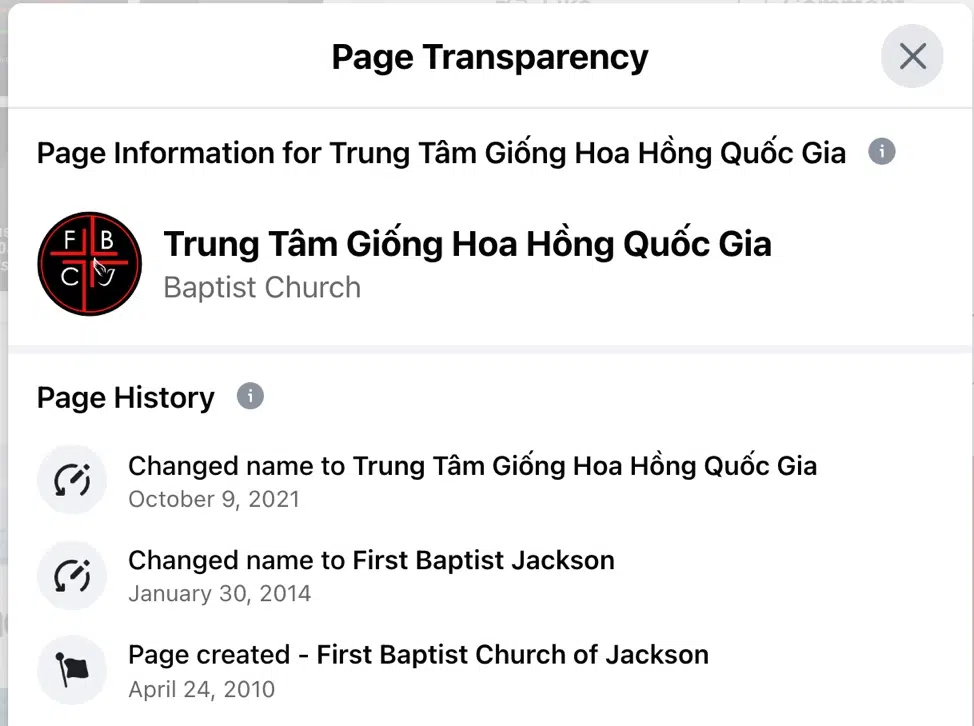 Page Transparency
Page Information for Trung Tâm Giống Hoa Hồng Quốc Gia
F B
C J
Trung Tâm Giống Hoa Hồng Quốc Gia
Baptist Church
Page History
Changed name to Trung Tâm Giống Hoa Hồng Quốc Gia
October 9, 2021
Changed name to First Baptist Jackson
January 30, 2014
Page created - First Baptist Church of Jackson
April 24, 2010